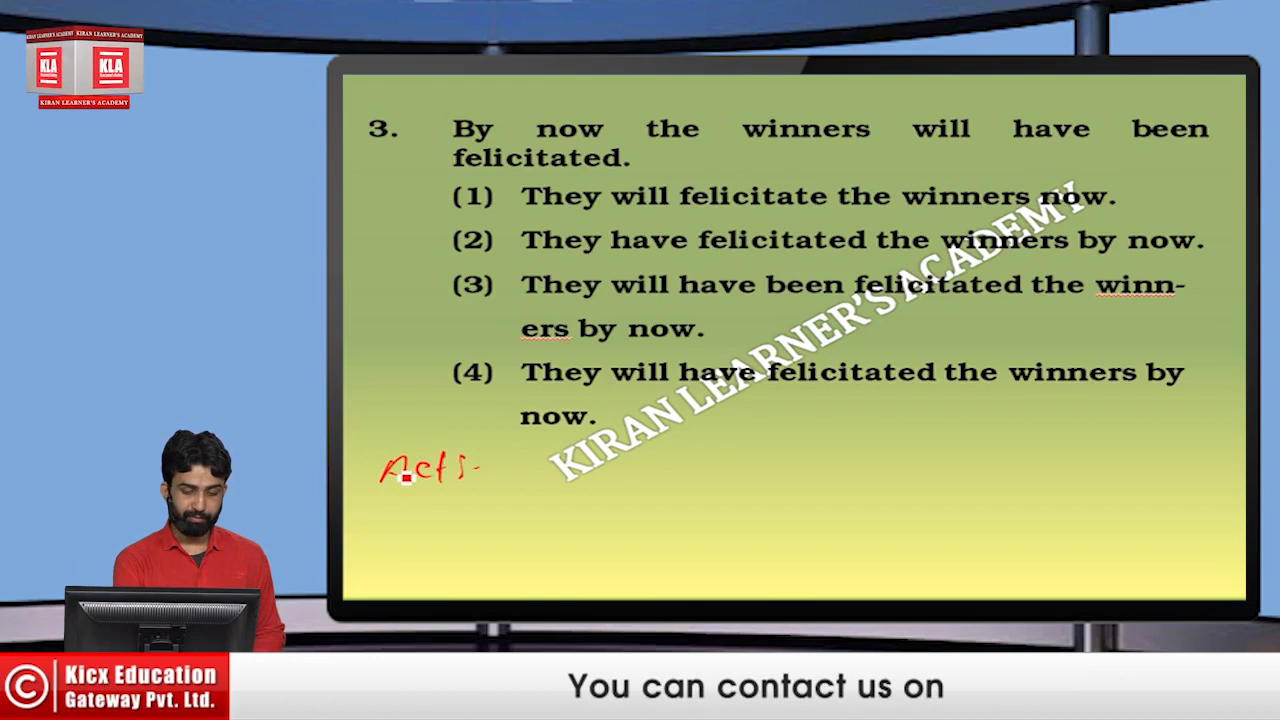 KIRAN LEARNER'S ACADEMY KIRAN LEARNER'S ACADEMY
KLA KLA
KIRAN LEARNER'S ACADEMY
3. By now the winners will have been
felicitated.
(1) They will felicitate the winners now.
(2) They have felicitated the winners by now.
(3) They will have been felicitated the winn-
ers by now.
(4) They will have felicitated the winners by
now.
KIRAN LEARNER'S ACADEMY
© Kicx Education
Gateway Pvt. Ltd.
You can contact us on